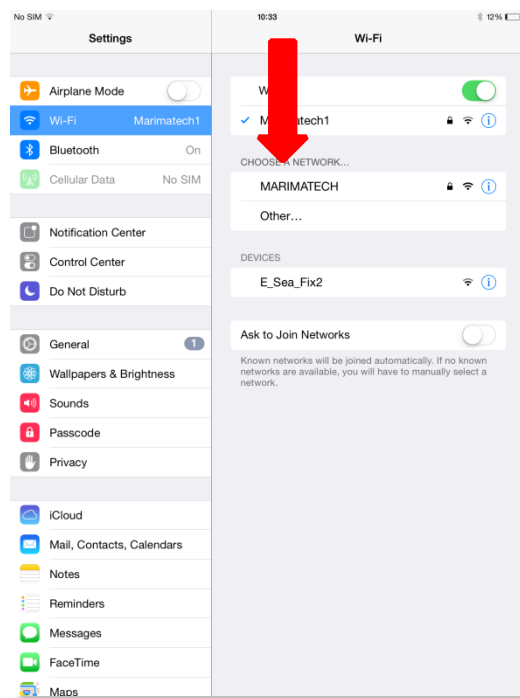 No SIM
10:33
12%
Settings
Wi-Fi
Airplane Mode
Wi-Fi Marimatech1
Bluetooth On
Cellular Data No SIM
Notification Center
Control Center
Do Not Disturb
General 1
Wallpapers & Brightness
Sounds
Passcode
Privacy
iCloud
Mail, Contacts, Calendars
Notes
Reminders
Messages
FaceTime
Maps
CHOOSE A NETWORK...
MARIMATECH
Other...
DEVICES
E_Sea_Fix2
Ask to Join Networks
Known networks will be joined automatically. If no known
networks are available, you will have to manually select a
network.